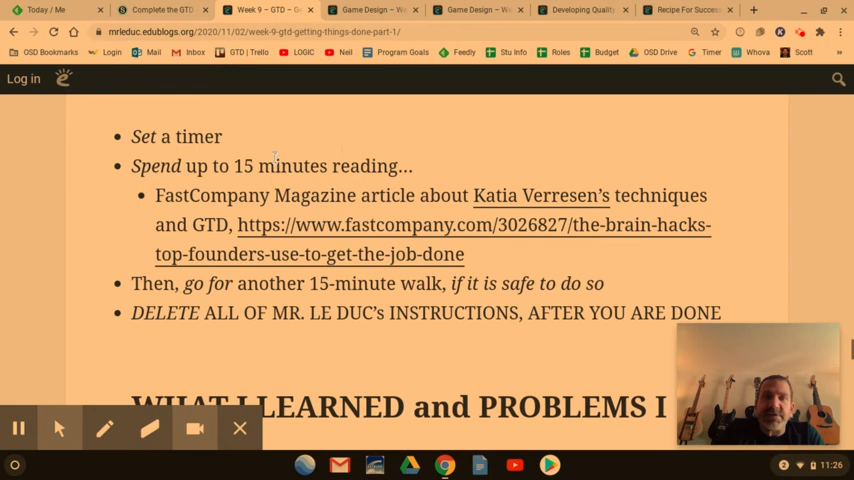 Today / Me
Complete the GTD
Week 9 – GTD – Ge
Game Design – We
Game Design – We
Developing Quality
Recipe For Success
mrleduc.edublogs.org/2020/11/02/week-9-gtd-getting-things-done-part-1/
OSD Bookmarks
Login
Mail
Inbox
GTD | Trello
LOGIC
Neil
Program Goals
Feedly
Stu Info
Roles
Budget
OSD Drive
Timer
Whova
Scott
Log in
Set a timer
Spend up to 15 minutes reading…
FastCompany Magazine article about Katia Verresen's techniques
and GTD, https://www.fastcompany.com/3026827/the-brain-hacks-
top-founders-use-to-get-the-job-done
Then, go for another 15-minute walk, if it is safe to do so
DELETE ALL OF MR. LE DUC's INSTRUCTIONS, AFTER YOU ARE DONE
WHAT I LEARNED and PROBLEMS I
2
11:26